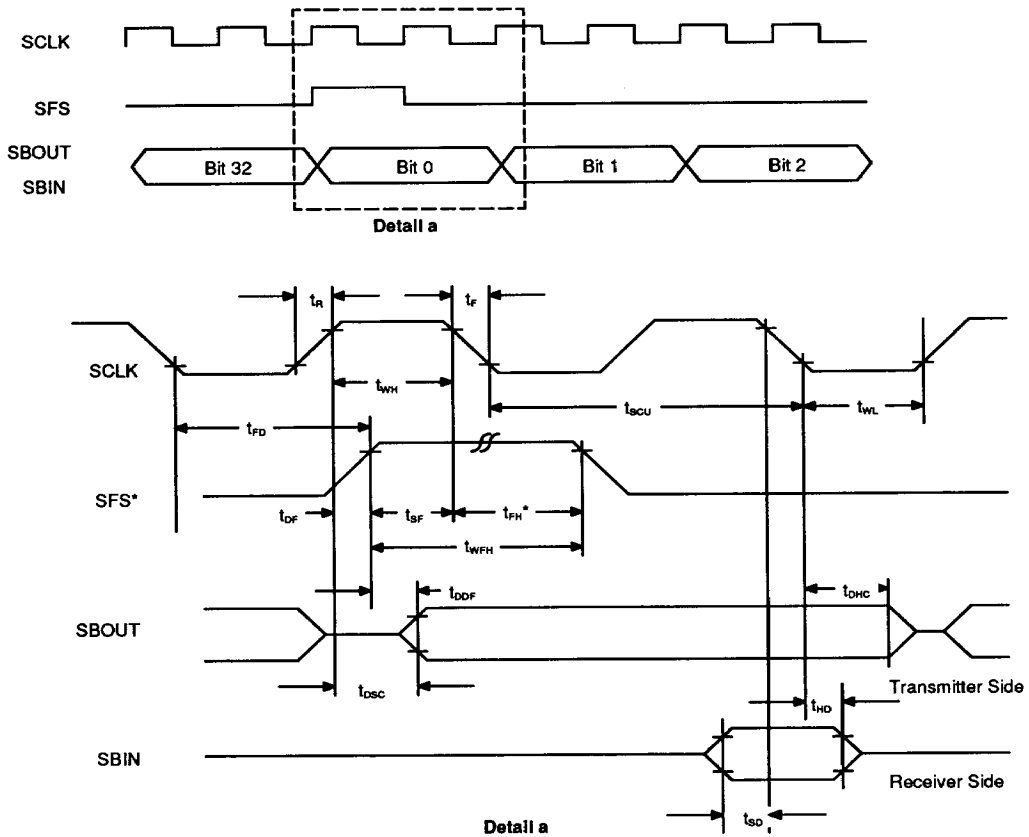 SCLK
SFS
SBOUT
SBIN
Bit 32
Bit 0
Bit 1
Bit 2
Detail a
tR
tF
SCLK
tWH
tSCU
tWL
tFD
SFS*
tDF
tSF
tFH*
tWFH
tDDF
tDHC
SBOUT
tDSC
Transmitter Side
tHD
SBIN
Receiver Side
tSD
Detail a